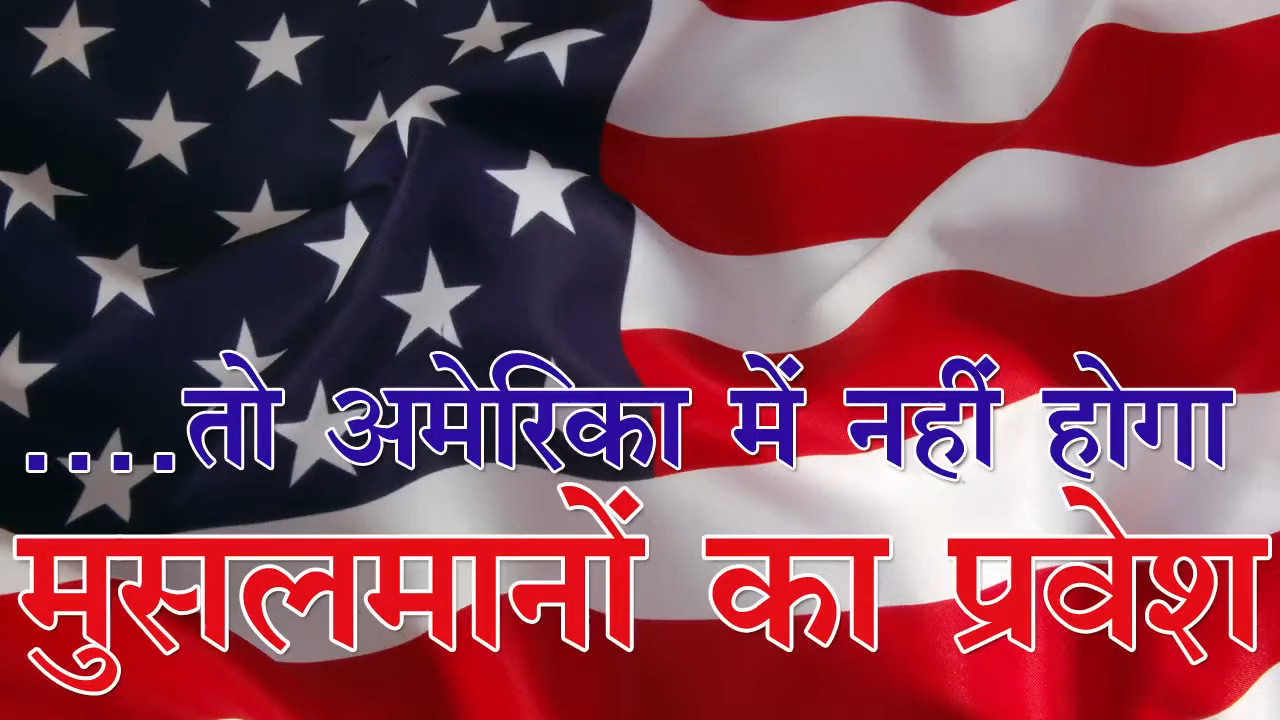 ....तो अमेरिका में नहीं होगा
मुसलमानों का प्रवेश